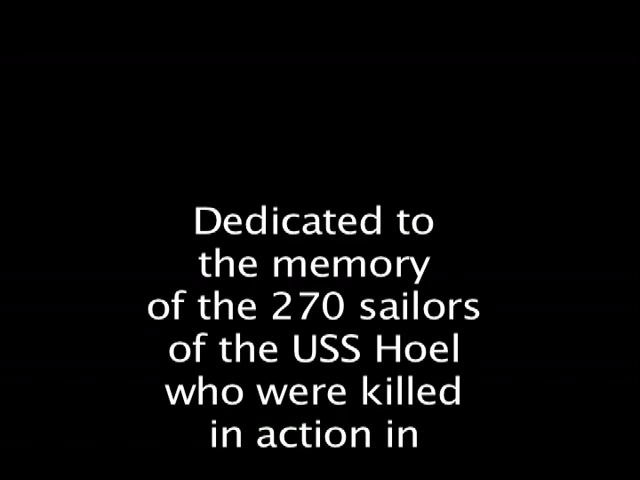 Dedicated to
the memory
of the 270 sailors
of the USS Hoel
who were killed
in action in